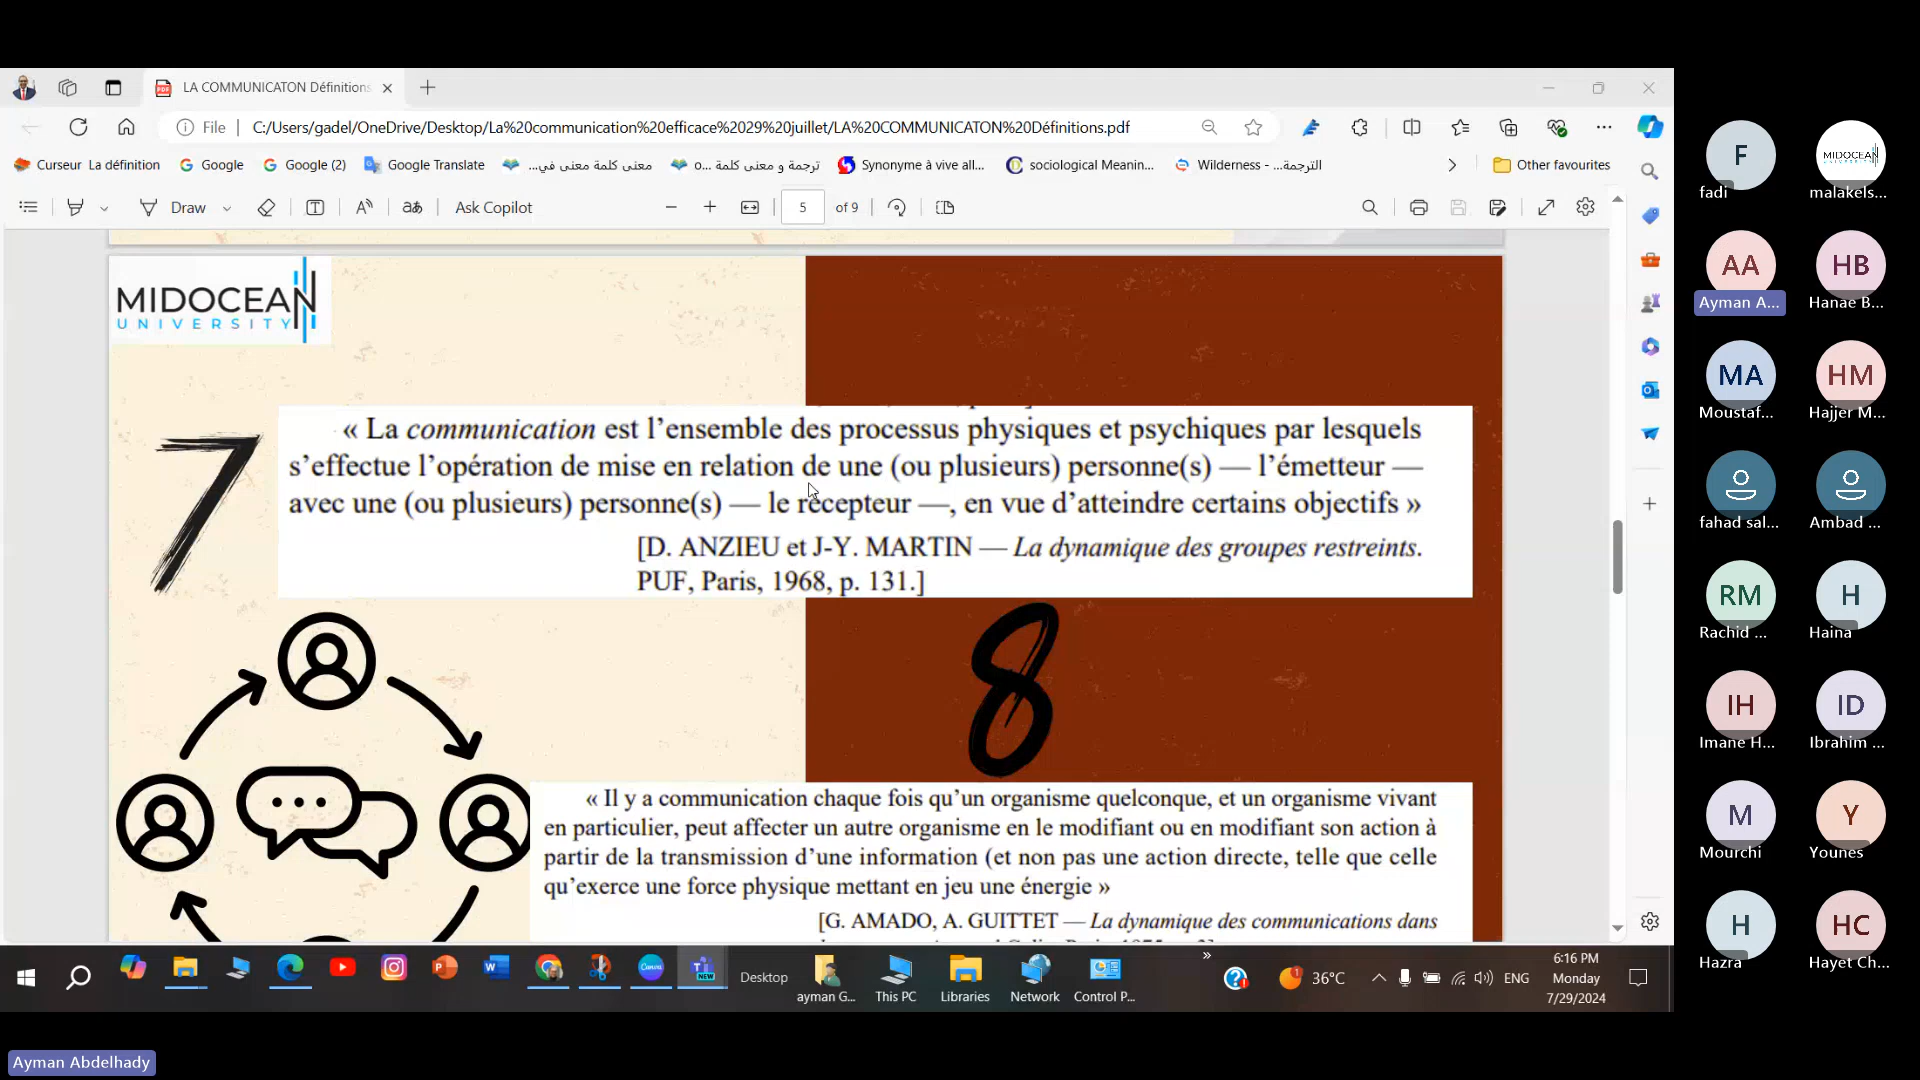 LA COMMUNICATON Définitions
File
C:/Users/gadel/OneDrive/Desktop/La%20communication%20efficace%2029%20juillet/LA%20COMMUNICATON%20Définitions.pdf
Curseur La définition
Google
Google (2)
Google Translate
معنى كلمة معنى في...
ترجمة و معنى كلمة o...
Synonyme à vive all...
sociological Meanin...
Wilderness - الترجمة...
Other favourites
Draw
Ask Copilot
5
of 9
MIDOCEAN
UNIVERSITY
7
« La communication est l’ensemble des processus physiques et psychiques par lesquels
s’effectue l’opération de mise en relation de une (ou plusieurs) personne(s) — l’émetteur —
avec une (ou plusieurs) personne(s) — le récepteur —, en vue d’atteindre certains objectifs »
[D. ANZIEU et J-Y. MARTIN — La dynamique des groupes restreints.
PUF, Paris, 1968, p. 131.]
8
« Il y a communication chaque fois qu’un organisme quelconque, et un organisme vivant
en particulier, peut affecter un autre organisme en le modifiant ou en modifiant son action à
partir de la transmission d’une information (et non pas une action directe, telle que celle
qu’exerce une force physique mettant en jeu une énergie »
[G. AMADO, A. GUITTET — La dynamique des communications dans
Desktop
ayman G...
This PC
Libraries
Network
Control P...
36°C
ENG
6:16 PM
Monday
7/29/2024
F
fadi
MIDOCEAN
malakels...
AA
Ayman A...
HB
Hanae B...
MA
Moustaf...
HM
Hajjer M...
fahad sal...
Ambad ...
RM
Rachid ...
H
Haina
IH
Imane H...
ID
Ibrahim ...
M
Mourchi
Y
Younes
H
Hazra
HC
Hayet Ch...
Ayman Abdelhady